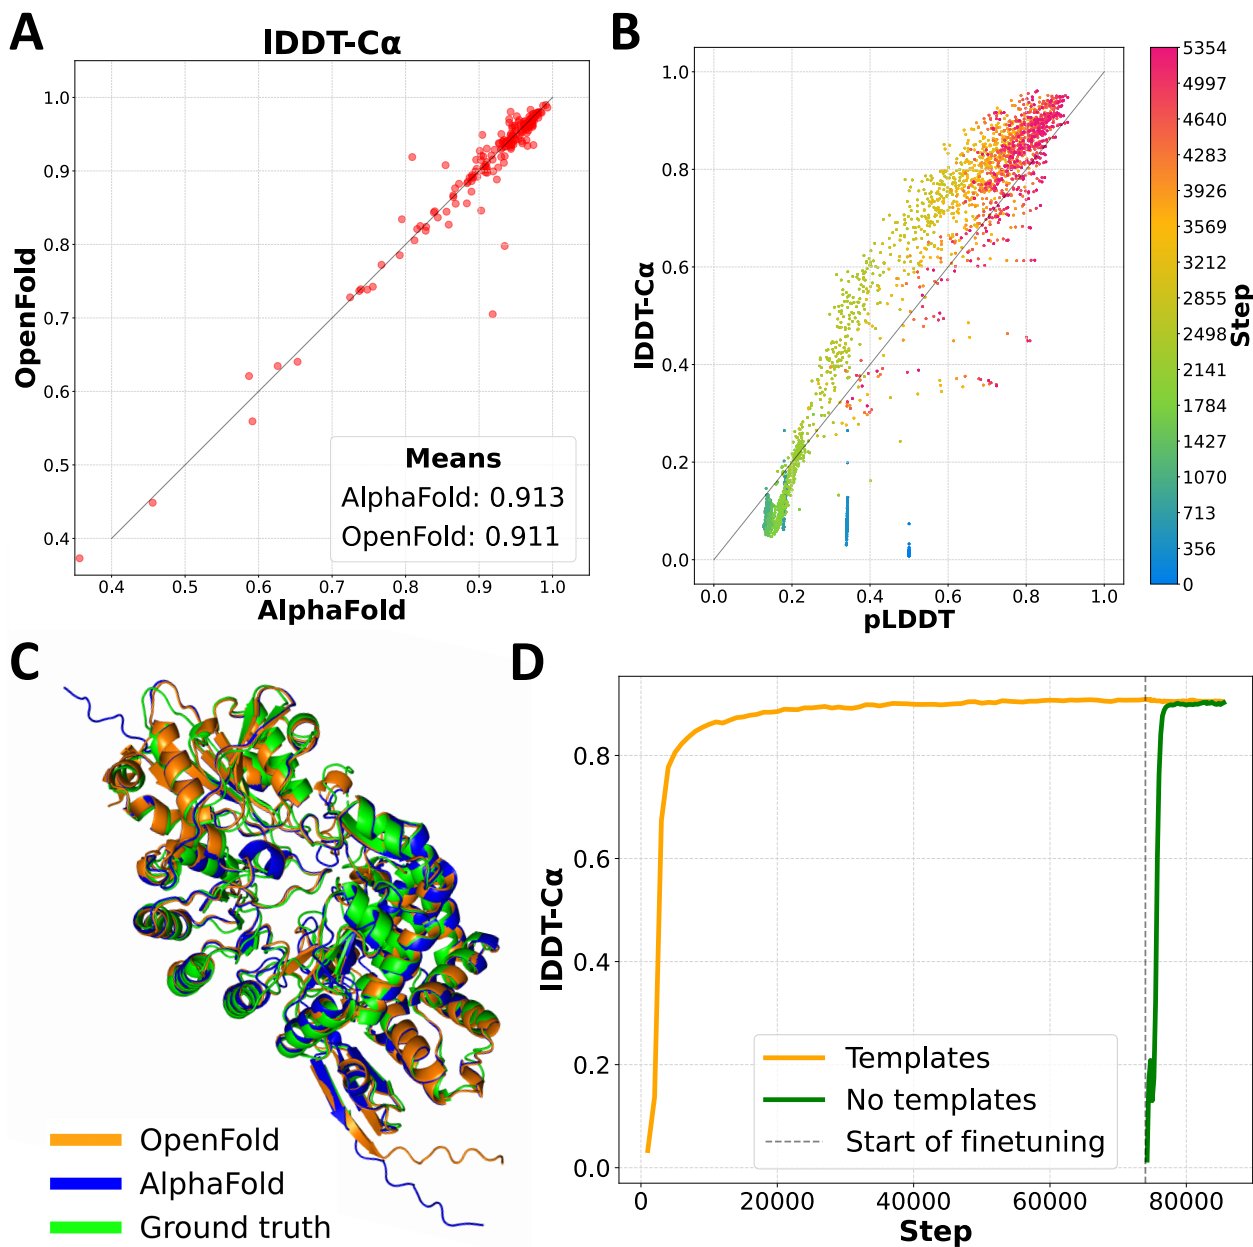 A
lDDT-Cα
1.0
0.9
0.8
0.7
0.6
0.5
0.4
OpenFold
Means
AlphaFold: 0.913
OpenFold: 0.911
0.4 0.5 0.6 0.7 0.8 0.9 1.0
AlphaFold
B
1.0
0.8
0.6
0.4
0.2
0.0
lDDT-Cα
0.0 0.2 0.4 0.6 0.8 1.0
pLDDT
5354
4997
4640
4283
3926
3569
3212
2855
2498
2141
1784
1427
1070
713
356
0
Step
C
OpenFold
AlphaFold
Ground truth
D
0.8
0.6
0.4
0.2
0.0
lDDT-Cα
Templates
No templates
Start of finetuning
0 20000 40000 60000 80000
Step